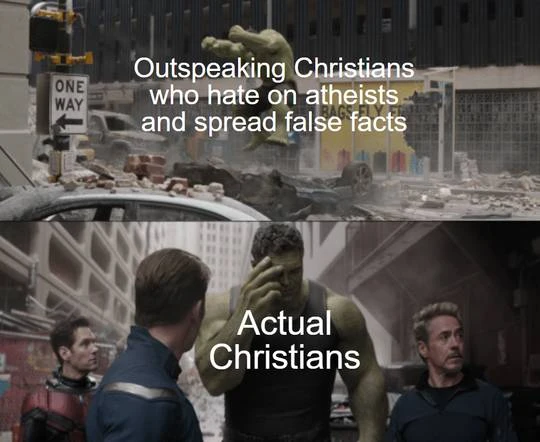 Outspeaking Christians
who hate on atheists
and spread false facts
ONE
WAY
Actual
Christians